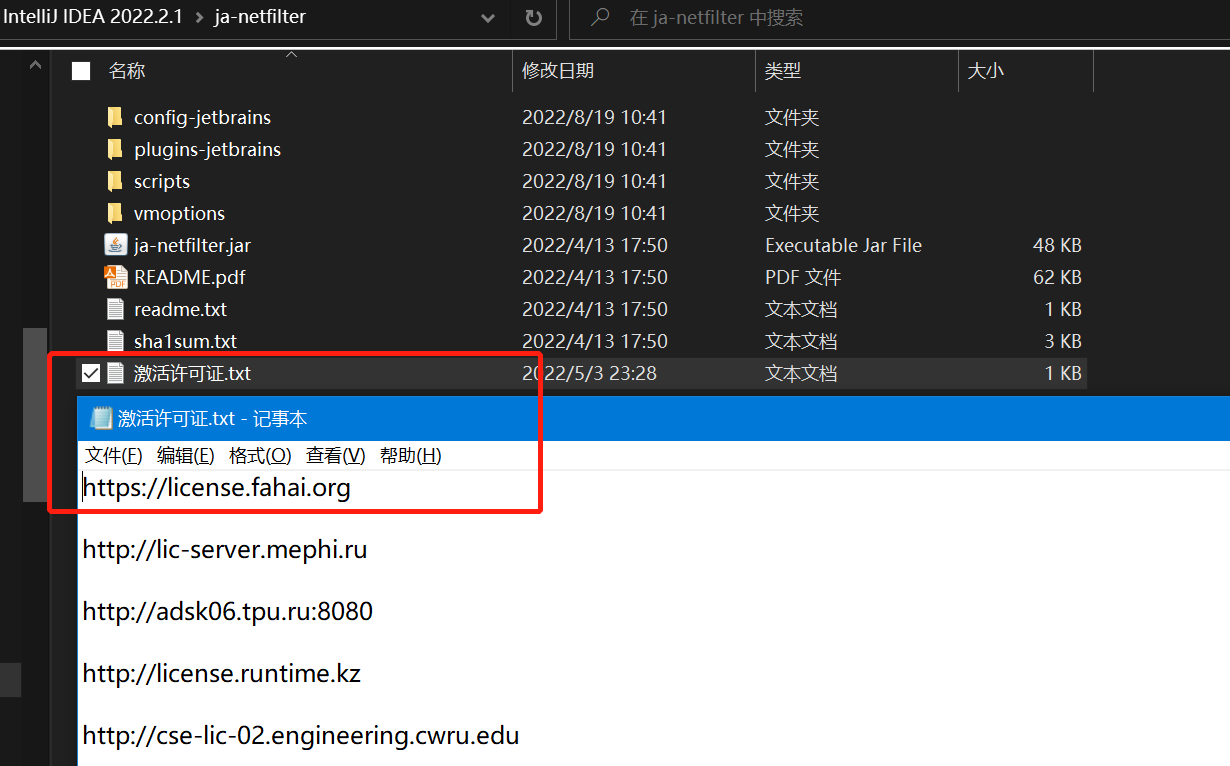 IntelliJ IDEA 2022.2.1 > ja-netfilter 在 ja-netfilter 中搜索
名称 修改日期 类型 大小
config-jetbrains 2022/8/19 10:41 文件夹
plugins-jetbrains 2022/8/19 10:41 文件夹
scripts 2022/8/19 10:41 文件夹
vmoptions 2022/8/19 10:41 文件夹
ja-netfilter.jar 2022/4/13 17:50 Executable Jar File 48 KB
README.pdf 2022/4/13 17:50 PDF 文件 62 KB
readme.txt 2022/4/13 17:50 文本文档 1 KB
sha1sum.txt 2022/4/13 17:50 文本文档 3 KB
激活许可证.txt 2022/5/3 23:28 文本文档 1 KB
激活许可证.txt - 记事本
文件(F) 编辑(E) 格式(O) 查看(V) 帮助(H)
https://license.fahai.org
http://lic-server.mephi.ru
http://adsk06.tpu.ru:8080
http://license.runtime.kz
http://cse-lic-02.engineering.cwru.edu